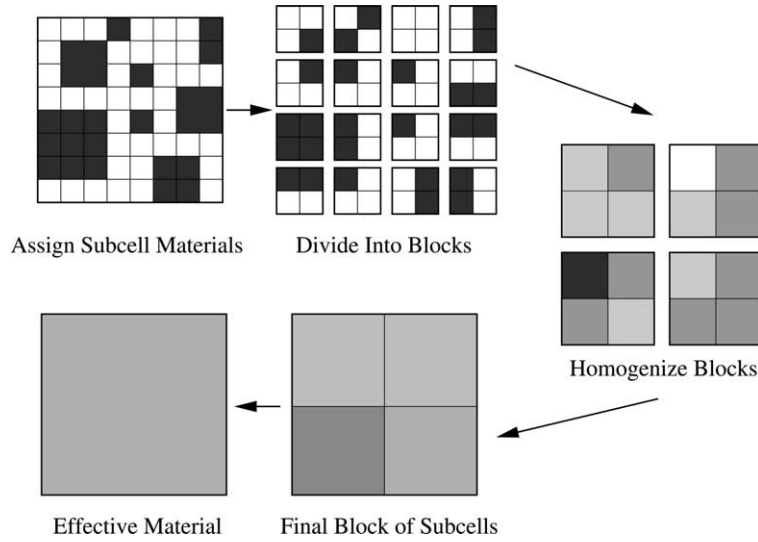 Assign Subcell Materials
Divide Into Blocks
Homogenize Blocks
Effective Material
Final Block of Subcells